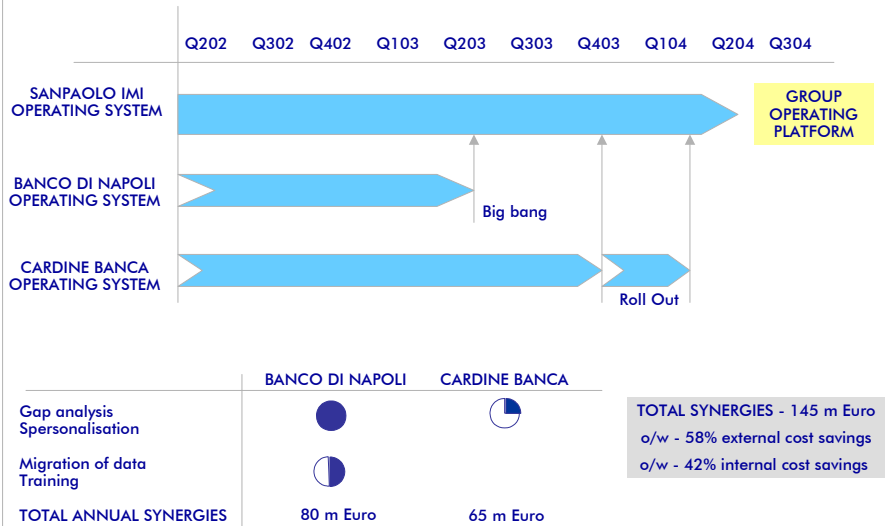 Q202 Q302 Q402 Q103 Q203 Q303 Q403 Q104 Q204 Q304
SANPAOLO IMI
OPERATING SYSTEM
GROUP
OPERATING
PLATFORM
BANCO DI NAPOLI
OPERATING SYSTEM
Big bang
CARDINE BANCA
OPERATING SYSTEM
Roll Out
BANCO DI NAPOLI CARDINE BANCA
Gap analysis
Spersonalisation
Migration of data
Training
TOTAL ANNUAL SYNERGIES 80 m Euro 65 m Euro
TOTAL SYNERGIES - 145 m Euro
o/w - 58% external cost savings
o/w - 42% internal cost savings